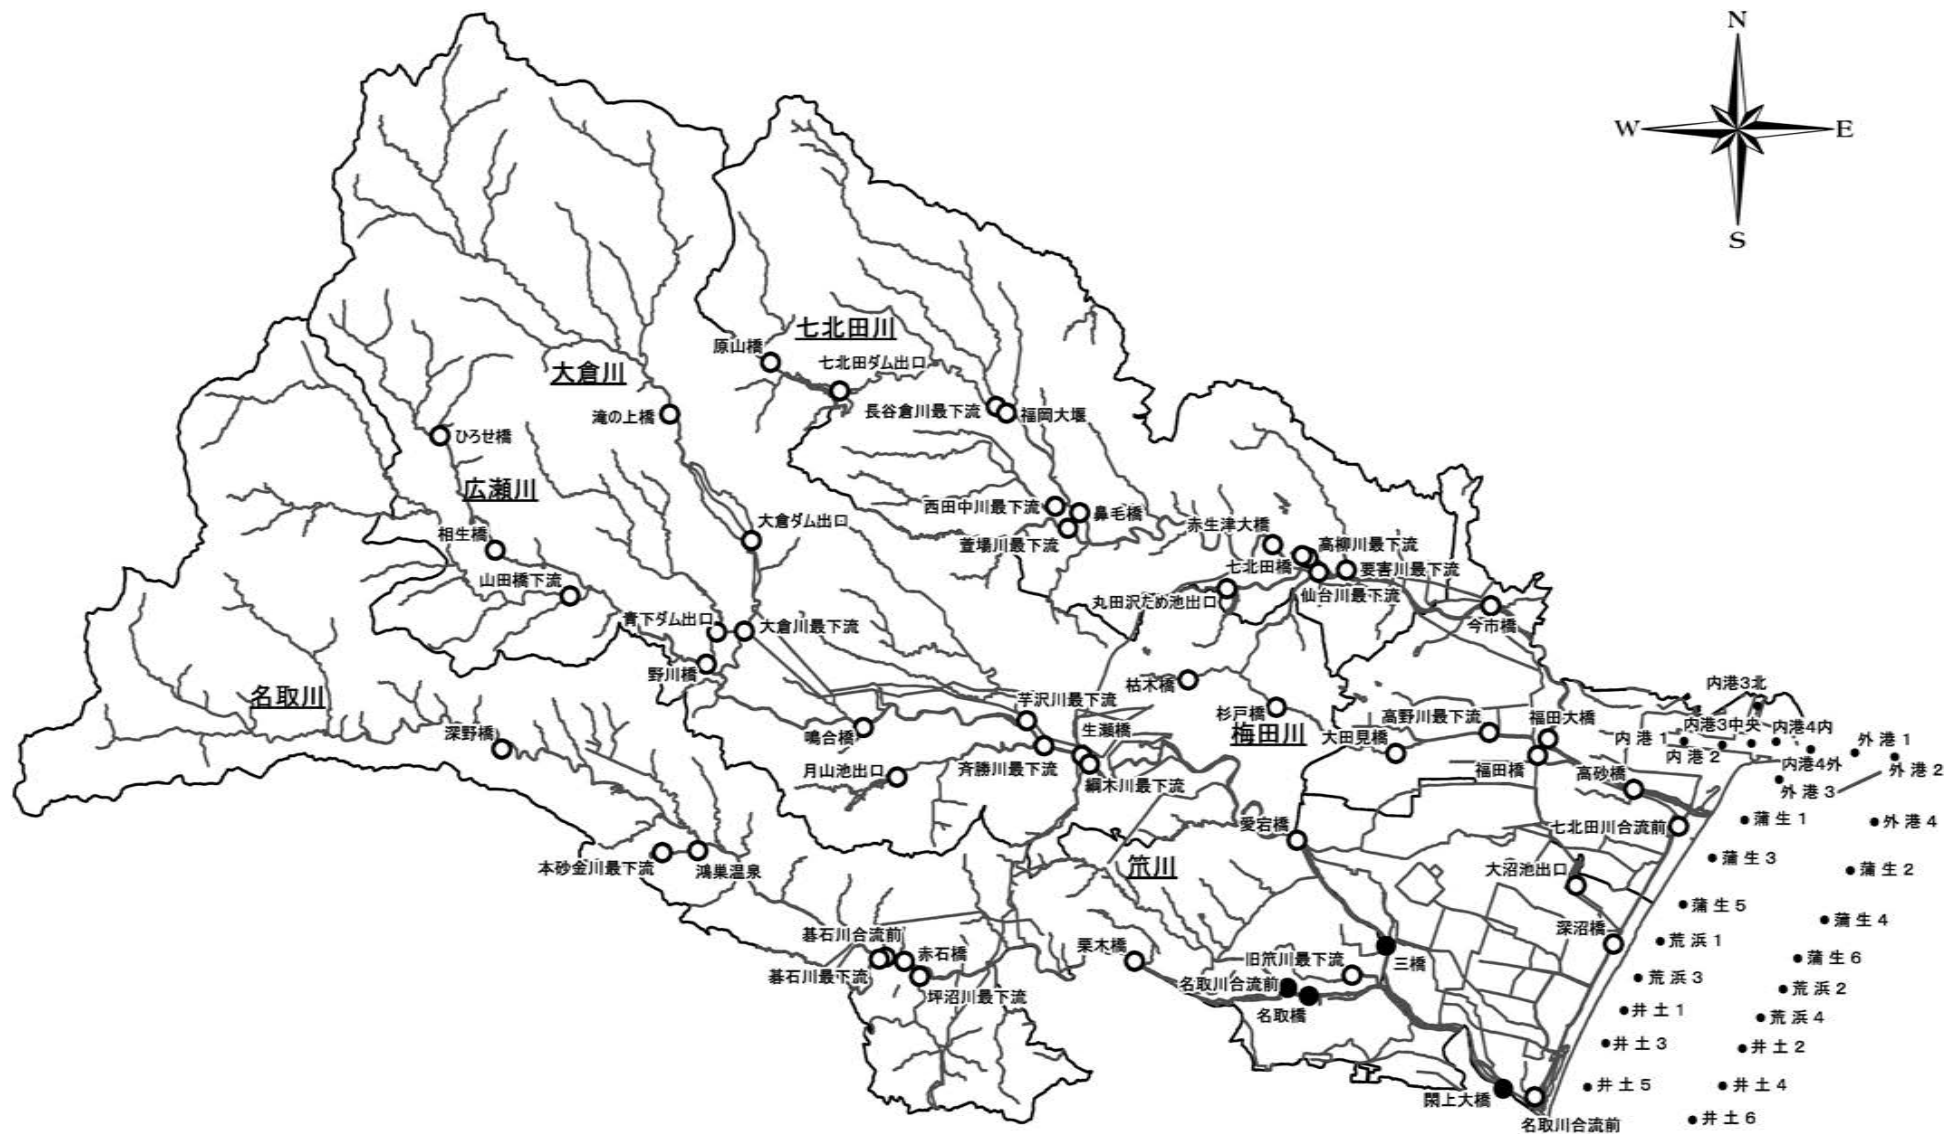 N
W
E
S
七北田川
原山橋
七北田ダム出口
大倉川
滝の上橋
長谷倉川最下流
福岡大堰
ひろせ橋
広瀬川
西田中川最下流
鼻毛橋
大倉ダム出口
赤生津大橋
相生橋
萱場川最下流
高柳川最下流
七北田橋
要害川最下流
山田橋下流
仙台川最下流
丸田沢ため池出口
青下ダム出口
大倉川最下流
今市橋
野川橋
枯木橋
内港3北
名取川
芋沢川最下流
杉戸橋
高野川最下流
福田大橋
内港3中央
内港4内
深野橋
鳴合橋
生瀬橋
梅田川
大田見橋
内港1
内港2
外港1
月山池出口
斉勝川最下流
福田橋
高砂橋
内港4外
外港2
綱木川最下流
外港3
愛宕橋
七北田川合流前
蒲生1
外港4
本砂金川最下流
鴻巣温泉
笊川
大沼池出口
蒲生3
蒲生2
蒲生5
蒲生4
深沼橋
碁石川合流前
赤石橋
栗木橋
荒浜1
旧笊川最下流
三橋
蒲生6
碁石川最下流
名取川合流前
荒浜3
荒浜2
坪沼川最下流
名取橋
井土1
荒浜4
井土3
井土2
井土5
井土4
閖上大橋
井土6
名取川合流前